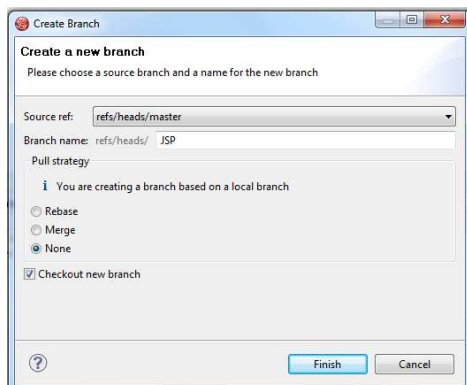 Create Branch
Create a new branch
Please choose a source branch and a name for the new branch
Source ref: refs/heads/master
Branch name: refs/heads/ JSP
Pull strategy
i You are creating a branch based on a local branch
Rebase
Merge
None
Checkout new branch
? Finish Cancel